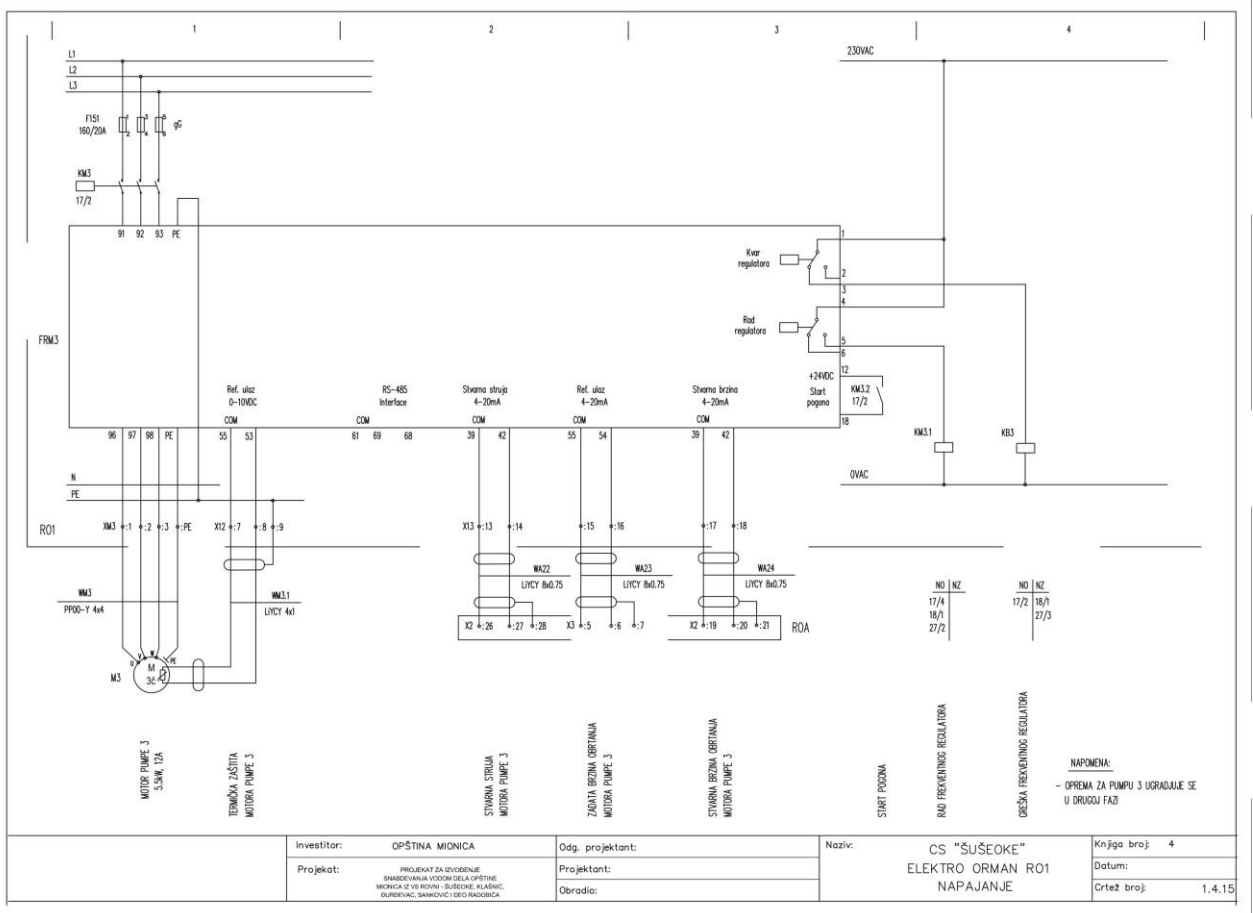 1 2 3 4
L1
L2
L3
230VAC
F151
160/20A
1 3 5
2 4 6
gG
KM3
17/2
91 92 93 PE
FRM3
Kvar
regulatora
1
2
3
Rad
regulatora
4
5
6
+24VDC
12
Start
pogona
18
KM3.2
17/2
Ref. ulaz
0-10VDC
COM
RS-485
Interface
COM
Stvarna struja
4-20mA
COM
Ref. ulaz
4-20mA
COM
Stvarna brzina
4-20mA
COM
96 97 98 PE 55 53 61 69 68 39 42 55 54 39 42
KM3.1
KB3
N
PE
0VAC
RO1
XM3 :1 :2 :3 :PE X12 :7 :8 :9 X13 :13 :14 :15 :16 :17 :18
WM3
PP00-Y 4x4
WM3.1
LiYCY 4x1
WA22
LiYCY 8x0.75
WA23
LiYCY 8x0.75
WA24
LiYCY 8x0.75
X2 :26 :27 :28 X3 :5 :6 :7 X2 :19 :20 :21 ROA
NO NZ
17/4
18/1
27/2
NO NZ
17/2 18/1
27/3
U V W PE
M3
M
3č
MOTOR PUMPE 3
5.5kW, 12A
TERMIČKA ZAŠTITA
MOTORA PUMPE 3
STVARNA STRUJA
MOTORA PUMPE 3
ZADATA BRZINA OBRTANJA
MOTORA PUMPE 3
STVARNA BRZINA OBRTANJA
MOTORA PUMPE 3
START POGONA
RAD FREKVENTNOG REGULATORA
GREŠKA FREKVENTNOG REGULATORA
NAPOMENA:
- OPREMA ZA PUMPU 3 UGRADJUJE SE
U DRUGOJ FAZI
Investitor: OPŠTINA MIONICA
Projekat: PROJEKAT ZA IZVOĐENJE
SNABDEVANJA VODOM DELA OPŠTINE
MIONICA IZ VS ROVNI - ŠUŠEOKE, KLAŠNIĆ,
ĐURĐEVAC, SANKOVIĆ I DEO RADOBIĆA
Odg. projektant:
Projektant:
Obradio:
Naziv: CS "ŠUŠEOKE"
ELEKTRO ORMAN RO1
NAPAJANJE
Knjiga broj: 4
Datum:
Crtež broj: 1.4.15